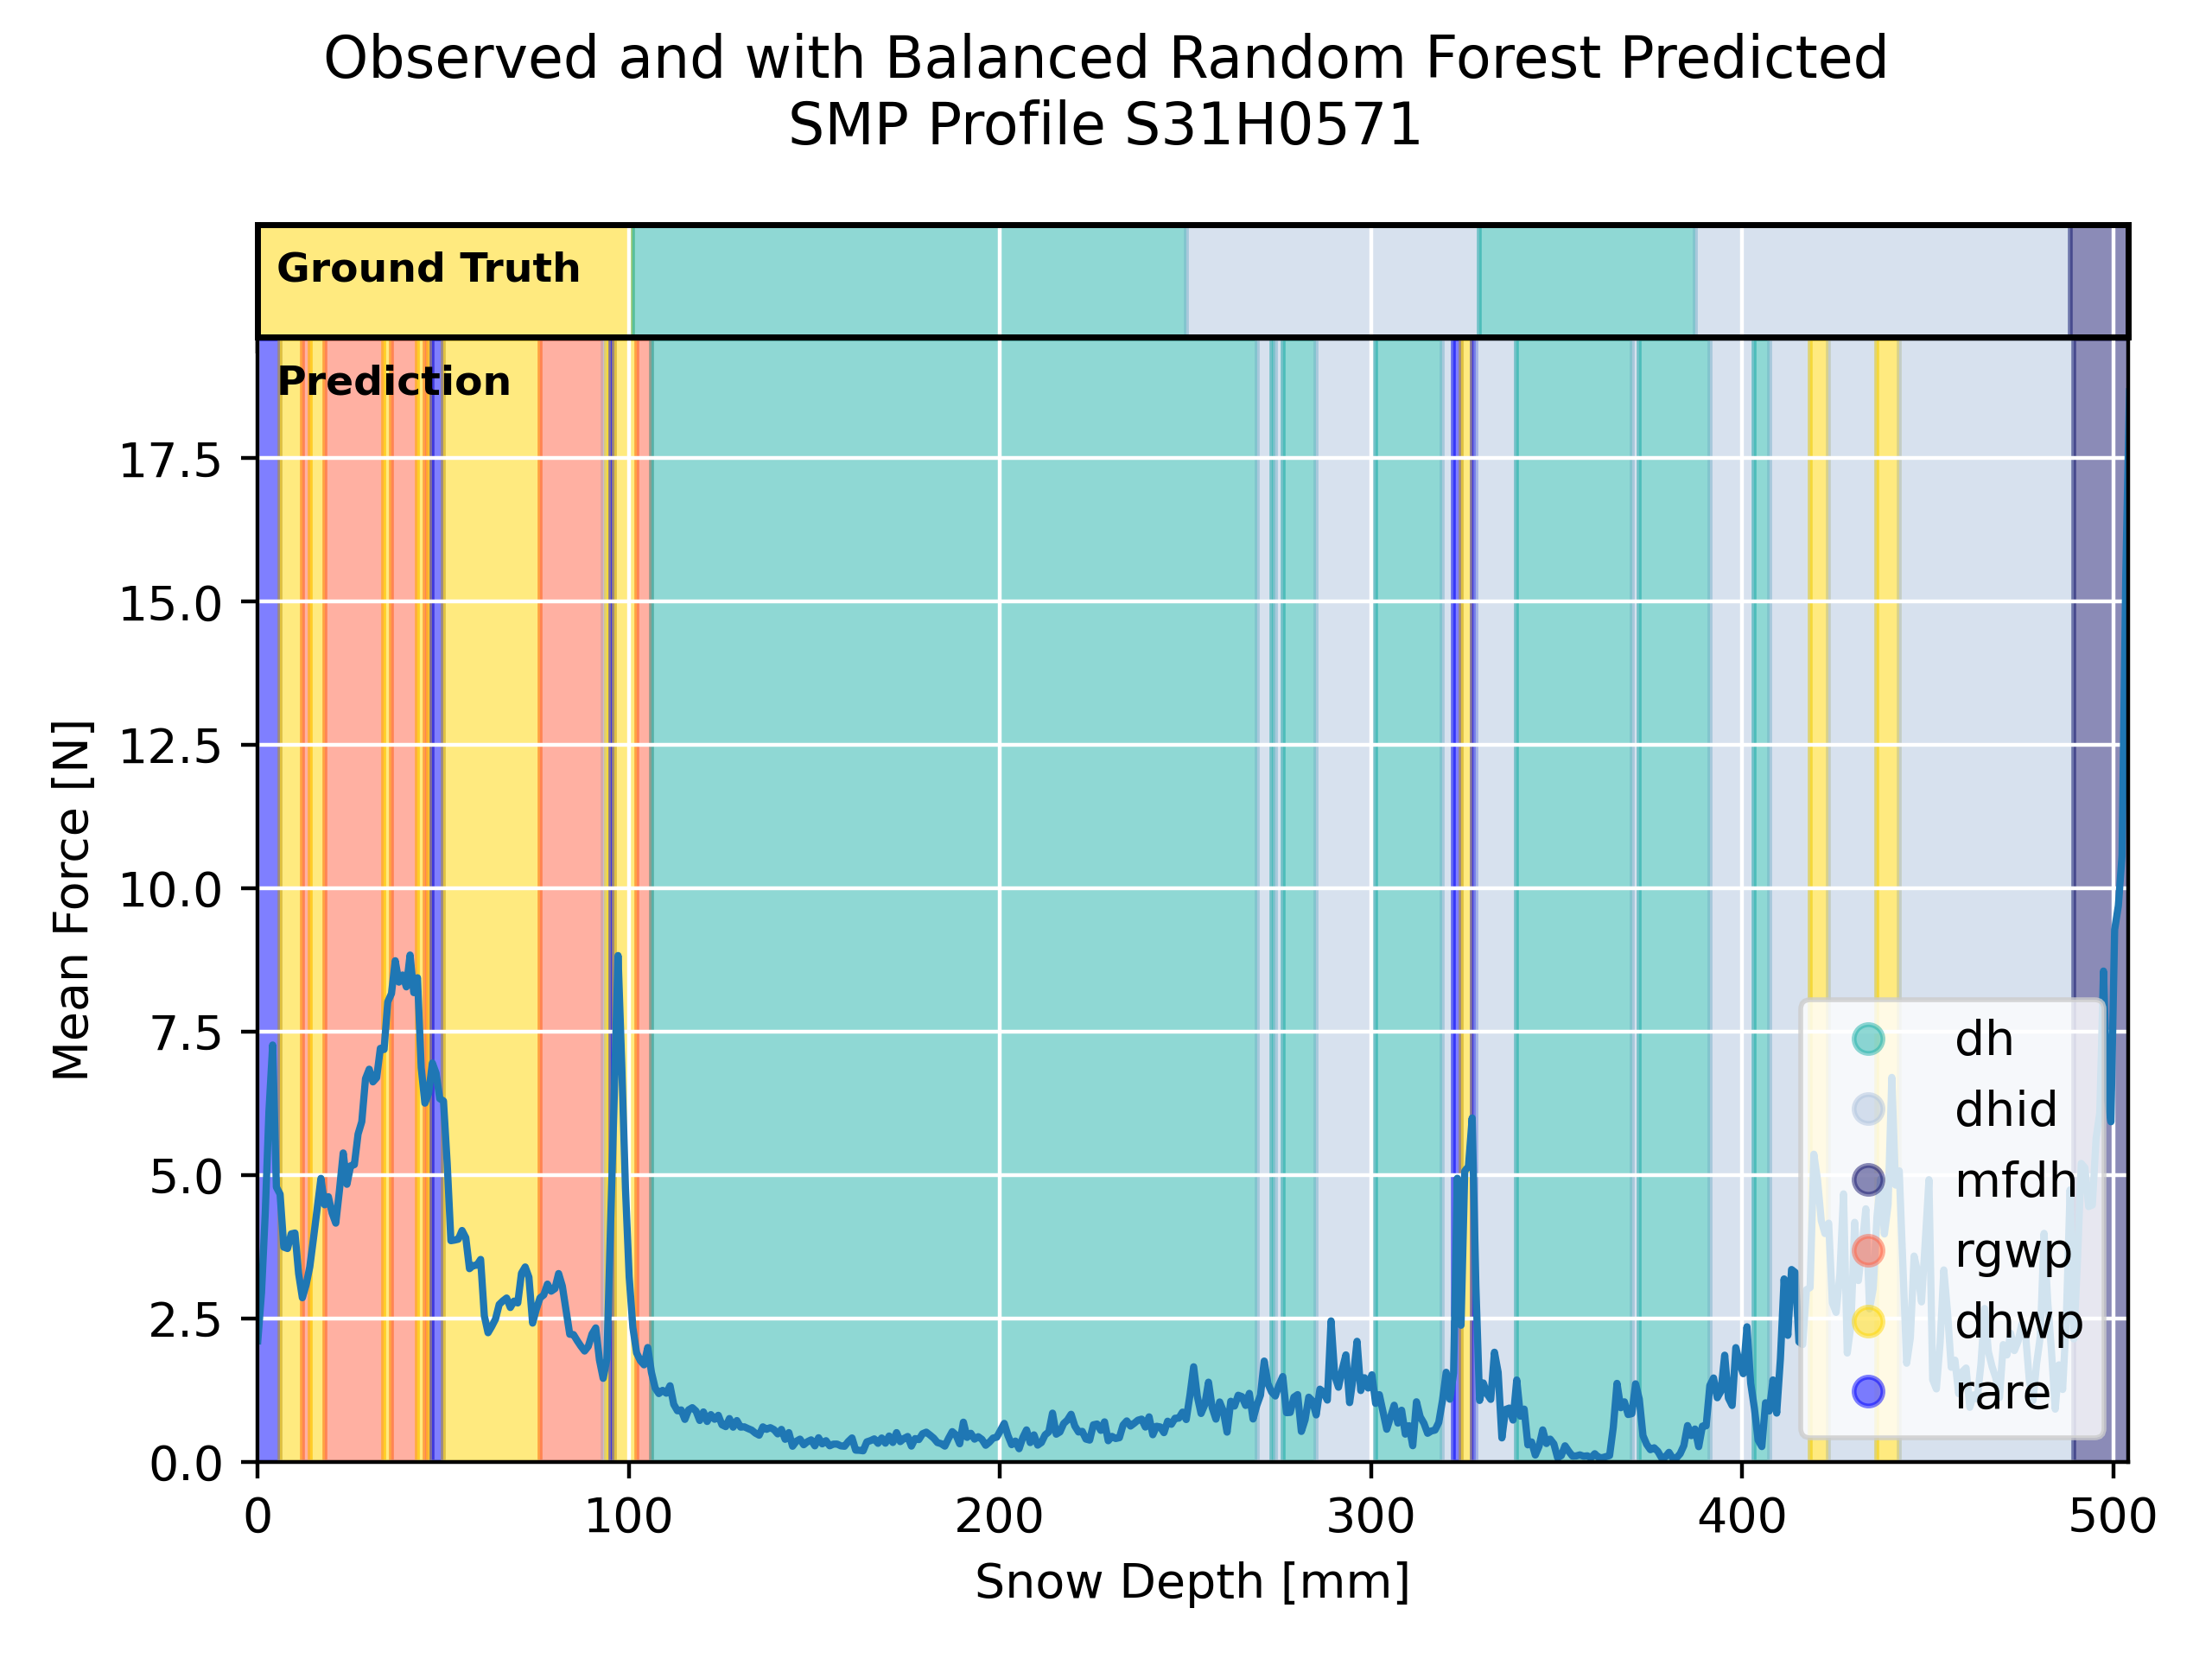 Observed and with Balanced Random Forest Predicted
SMP Profile S31H0571
Ground Truth
Prediction
17.5
15.0
12.5
10.0
7.5
5.0
2.5
0.0
Mean Force [N]
dh
dhid
mfdh
rgwp
dhwp
rare
0 100 200 300 400 500
Snow Depth [mm]